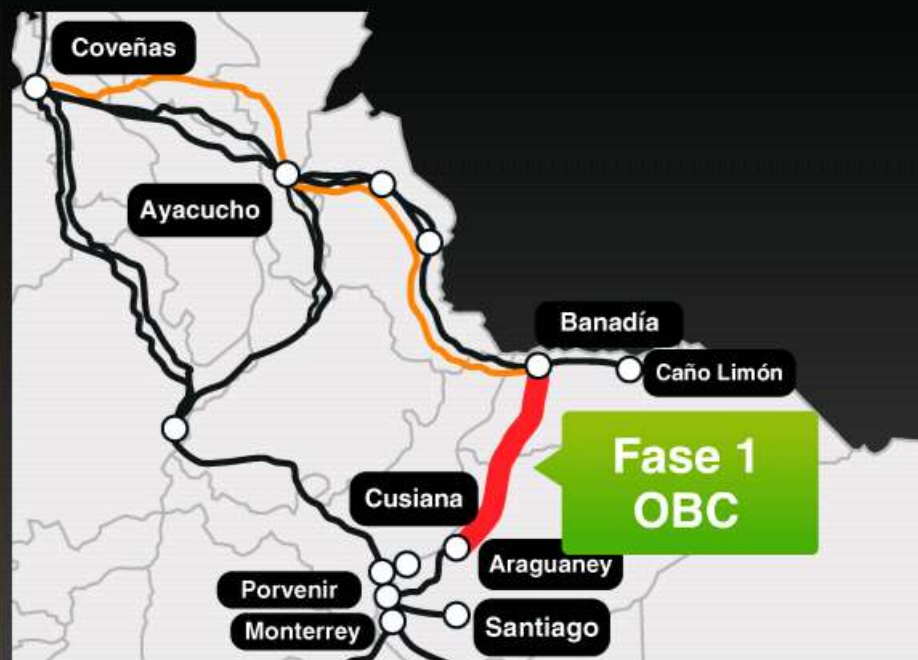 Coveñas
Ayacucho
Banadía
Caño Limón
Fase 1
OBC
Cusiana
Araguaney
Porvenir
Santiago
Monterrey